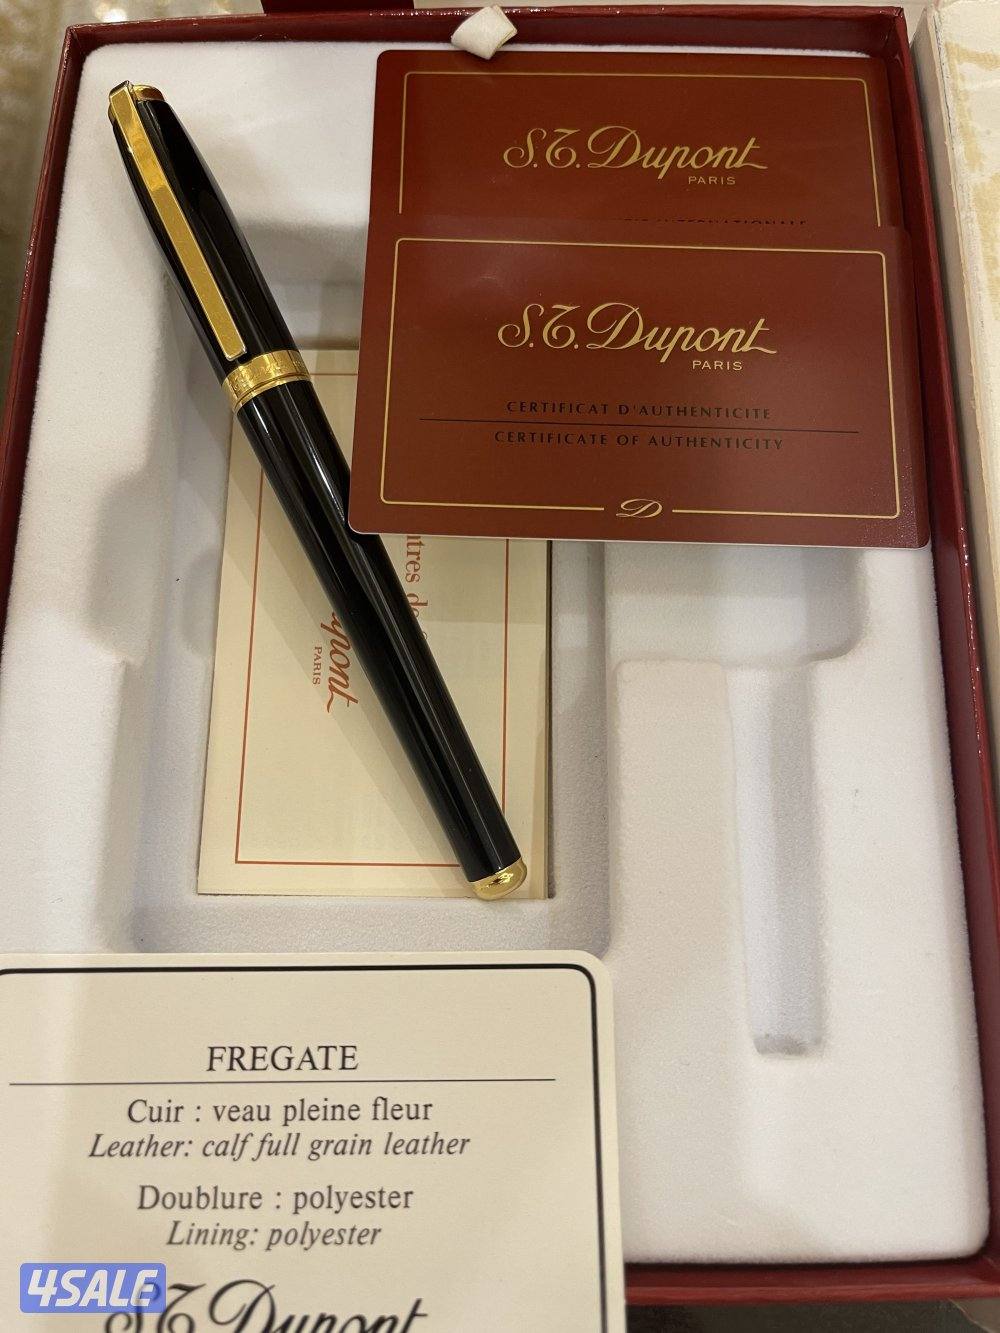 S.T. Dupont
PARIS
S.T. Dupont
PARIS
CERTIFICAT D'AUTHENTICITE
CERTIFICATE OF AUTHENTICITY
D
PARIS
FREGATE
Cuir : veau pleine fleur
Leather: calf full grain leather
Doublure : polyester
Lining: polyester
4SALE
S.T. Dupont